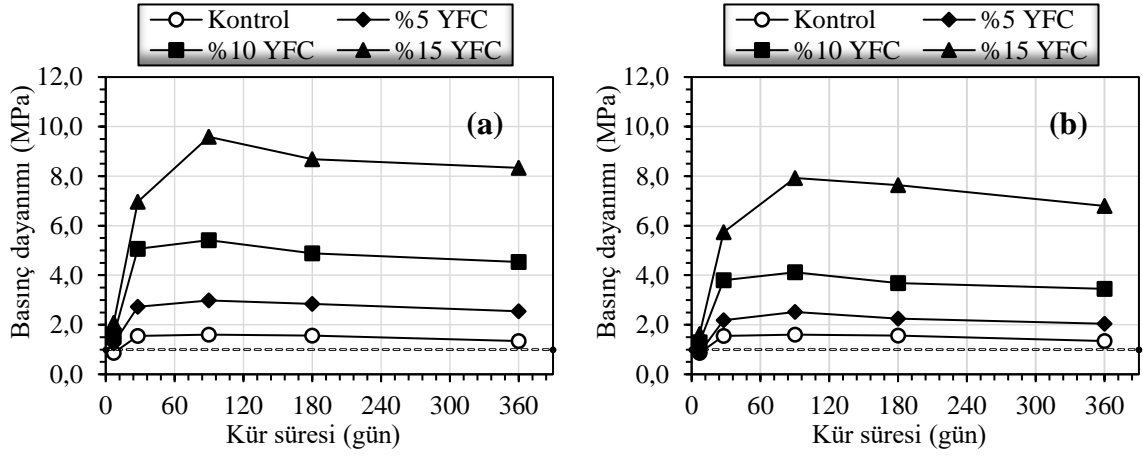 Kontrol %5 YFC
%10 YFC %15 YFC
12,0
10,0
8,0
6,0
4,0
2,0
0,0
Basınç dayanımı (MPa)
(a)
0 60 120 180 240 300 360
Kür süresi (gün)
Kontrol %5 YFC
%10 YFC %15 YFC
12,0
10,0
8,0
6,0
4,0
2,0
0,0
Basınç dayanımı (MPa)
(b)
0 60 120 180 240 300 360
Kür süresi (gün)